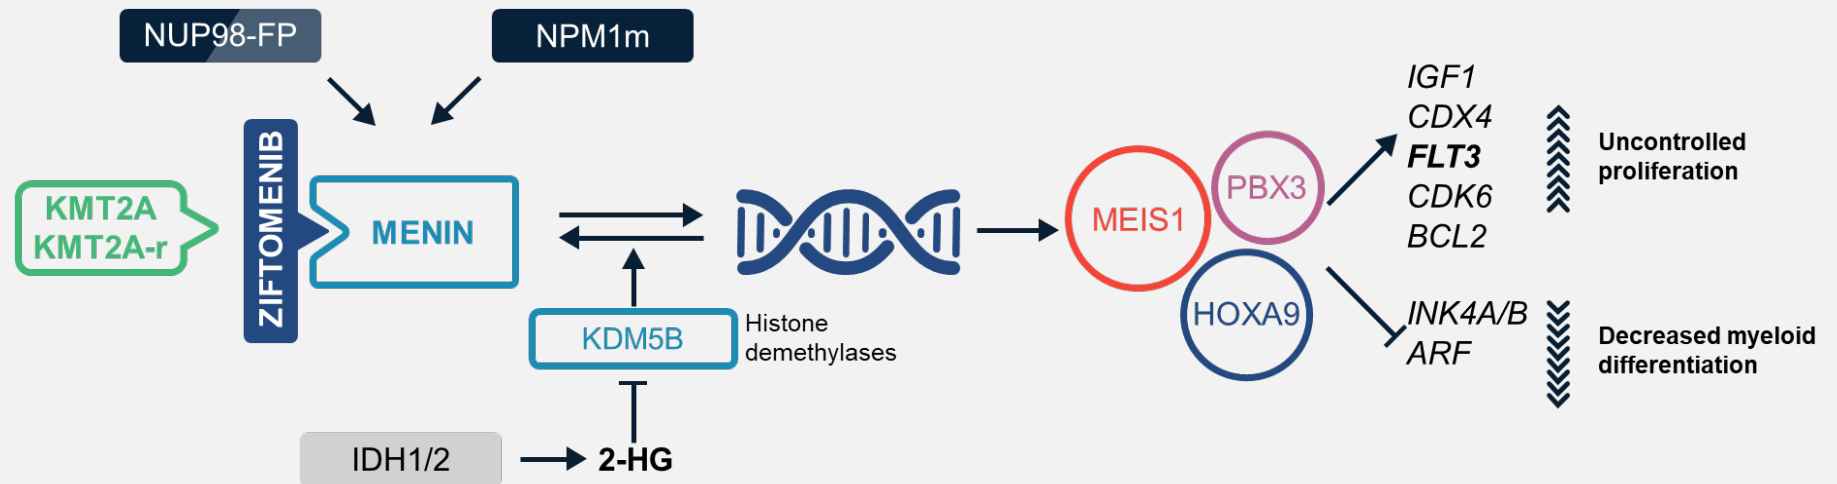 NUP98-FP
NPM1m
KMT2A
KMT2A-r
ZIFTOMENIB
MENIN
KDM5B
Histone
demethylases
IDH1/2
2-HG
MEIS1
PBX3
HOXA9
IGF1
CDX4
FLT3
CDK6
BCL2
Uncontrolled
proliferation
INK4A/B
ARF
Decreased myeloid
differentiation